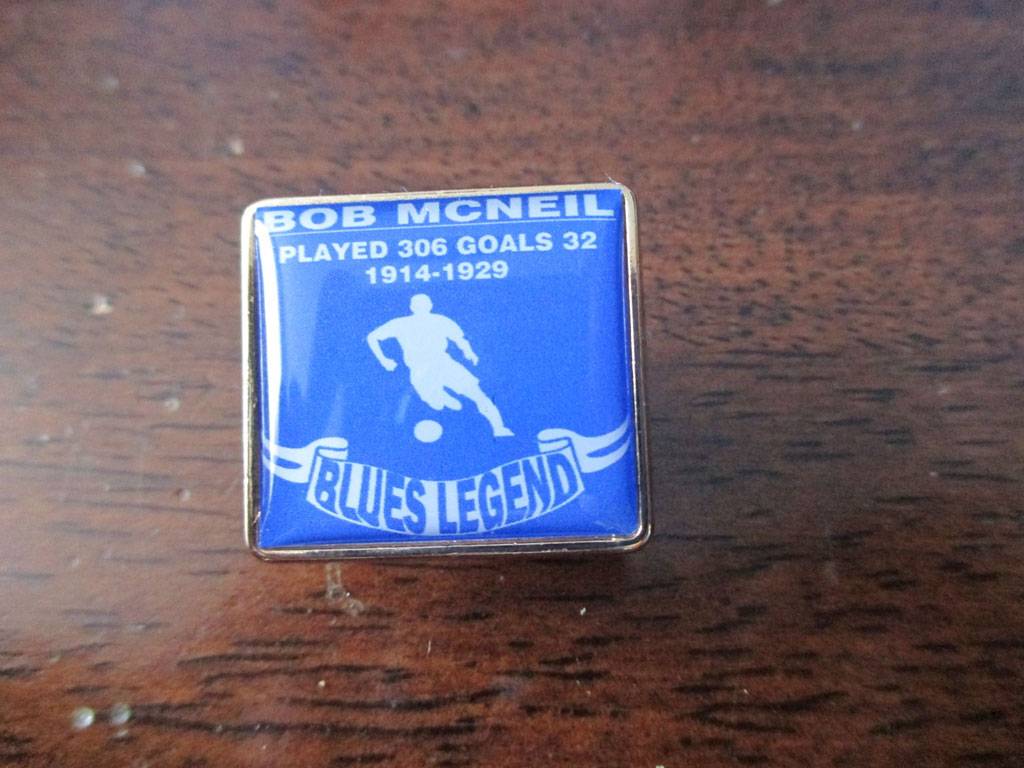 BOB MCNEIL
PLAYED 306 GOALS 32
1914-1929
BLUES LEGEND